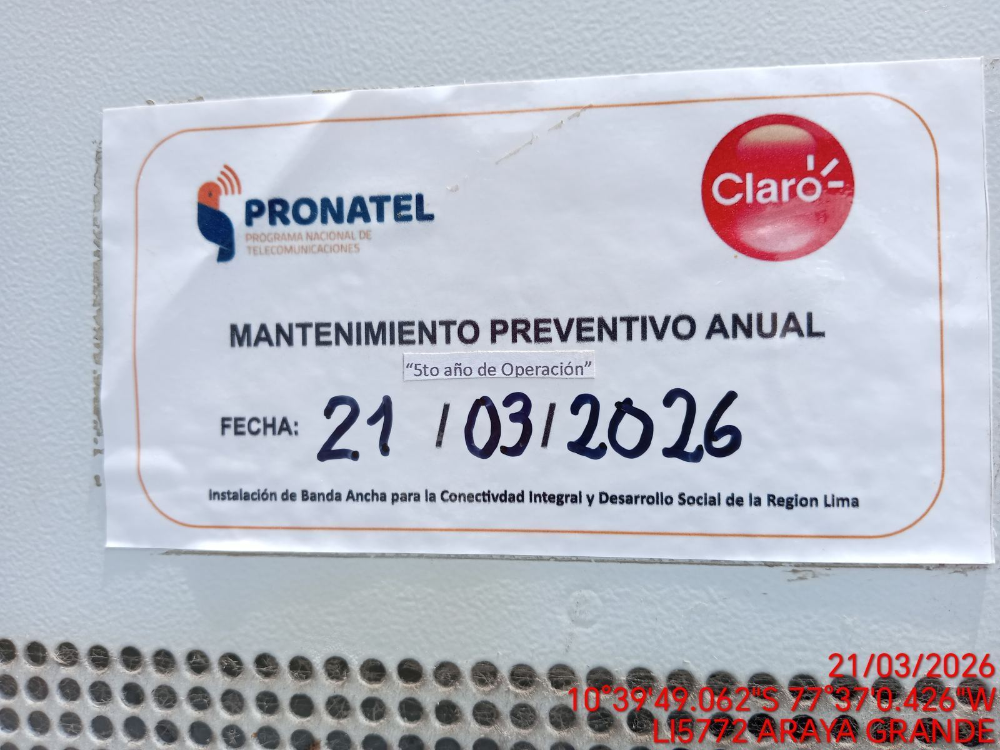 PRONATEL
PROGRAMA NACIONAL DE
TELECOMUNICACIONES
Claro
MANTENIMIENTO PREVENTIVO ANUAL
“5to año de Operación”
FECHA: 21 / 03 / 2026
Instalación de Banda Ancha para la Conectivdad Integral y Desarrollo Social de la Region Lima
21/03/2026
10°39'49.062"S 77°37'0.426"W
LI5772 ARAYA GRANDE